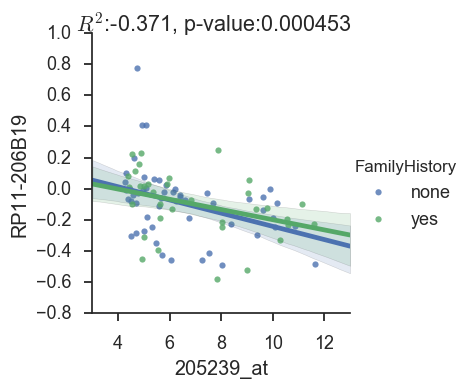 R²:-0.371, p-value:0.000453
1.0
0.8
0.6
0.4
0.2
0.0
−0.2
−0.4
−0.6
−0.8
RP11-206B19
4 6 8 10 12
205239_at
FamilyHistory
none
yes